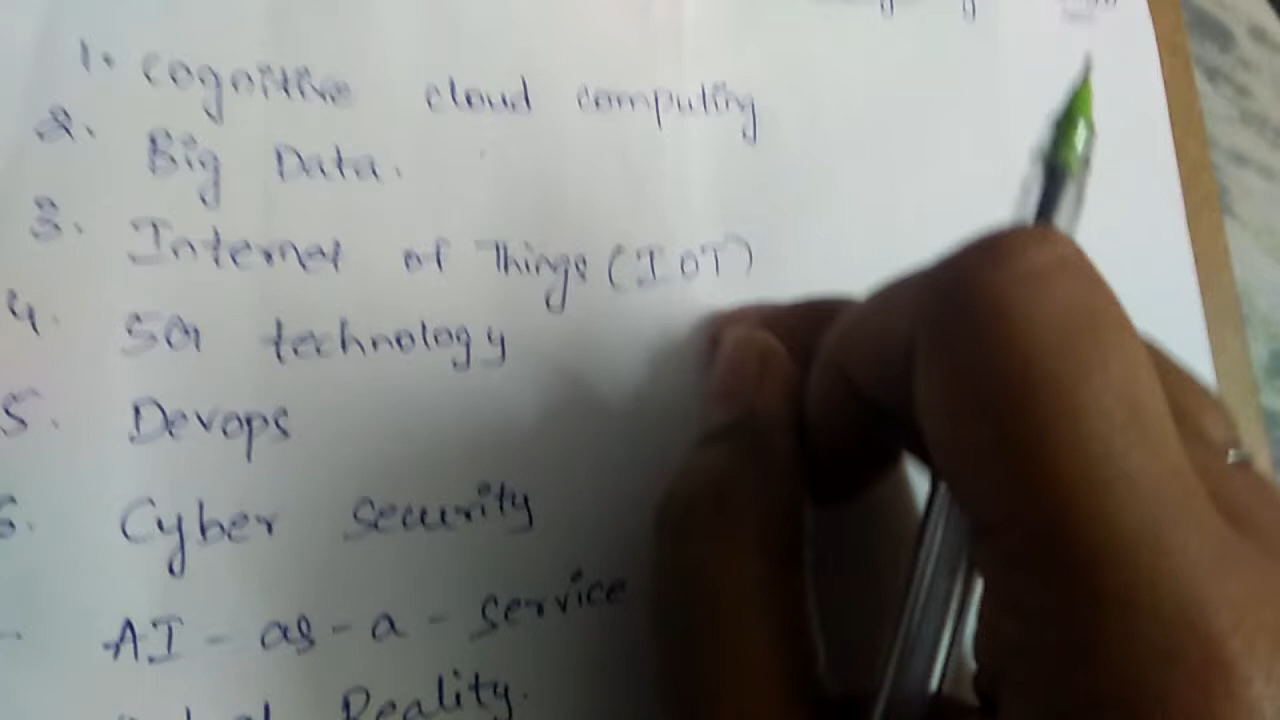 1. Cognitive cloud computing
2. Big Data.
3. Internet of Things (IOT)
4. 5G technology
5. Devops
6. Cyber Security
AI-as-a-service
Reality.